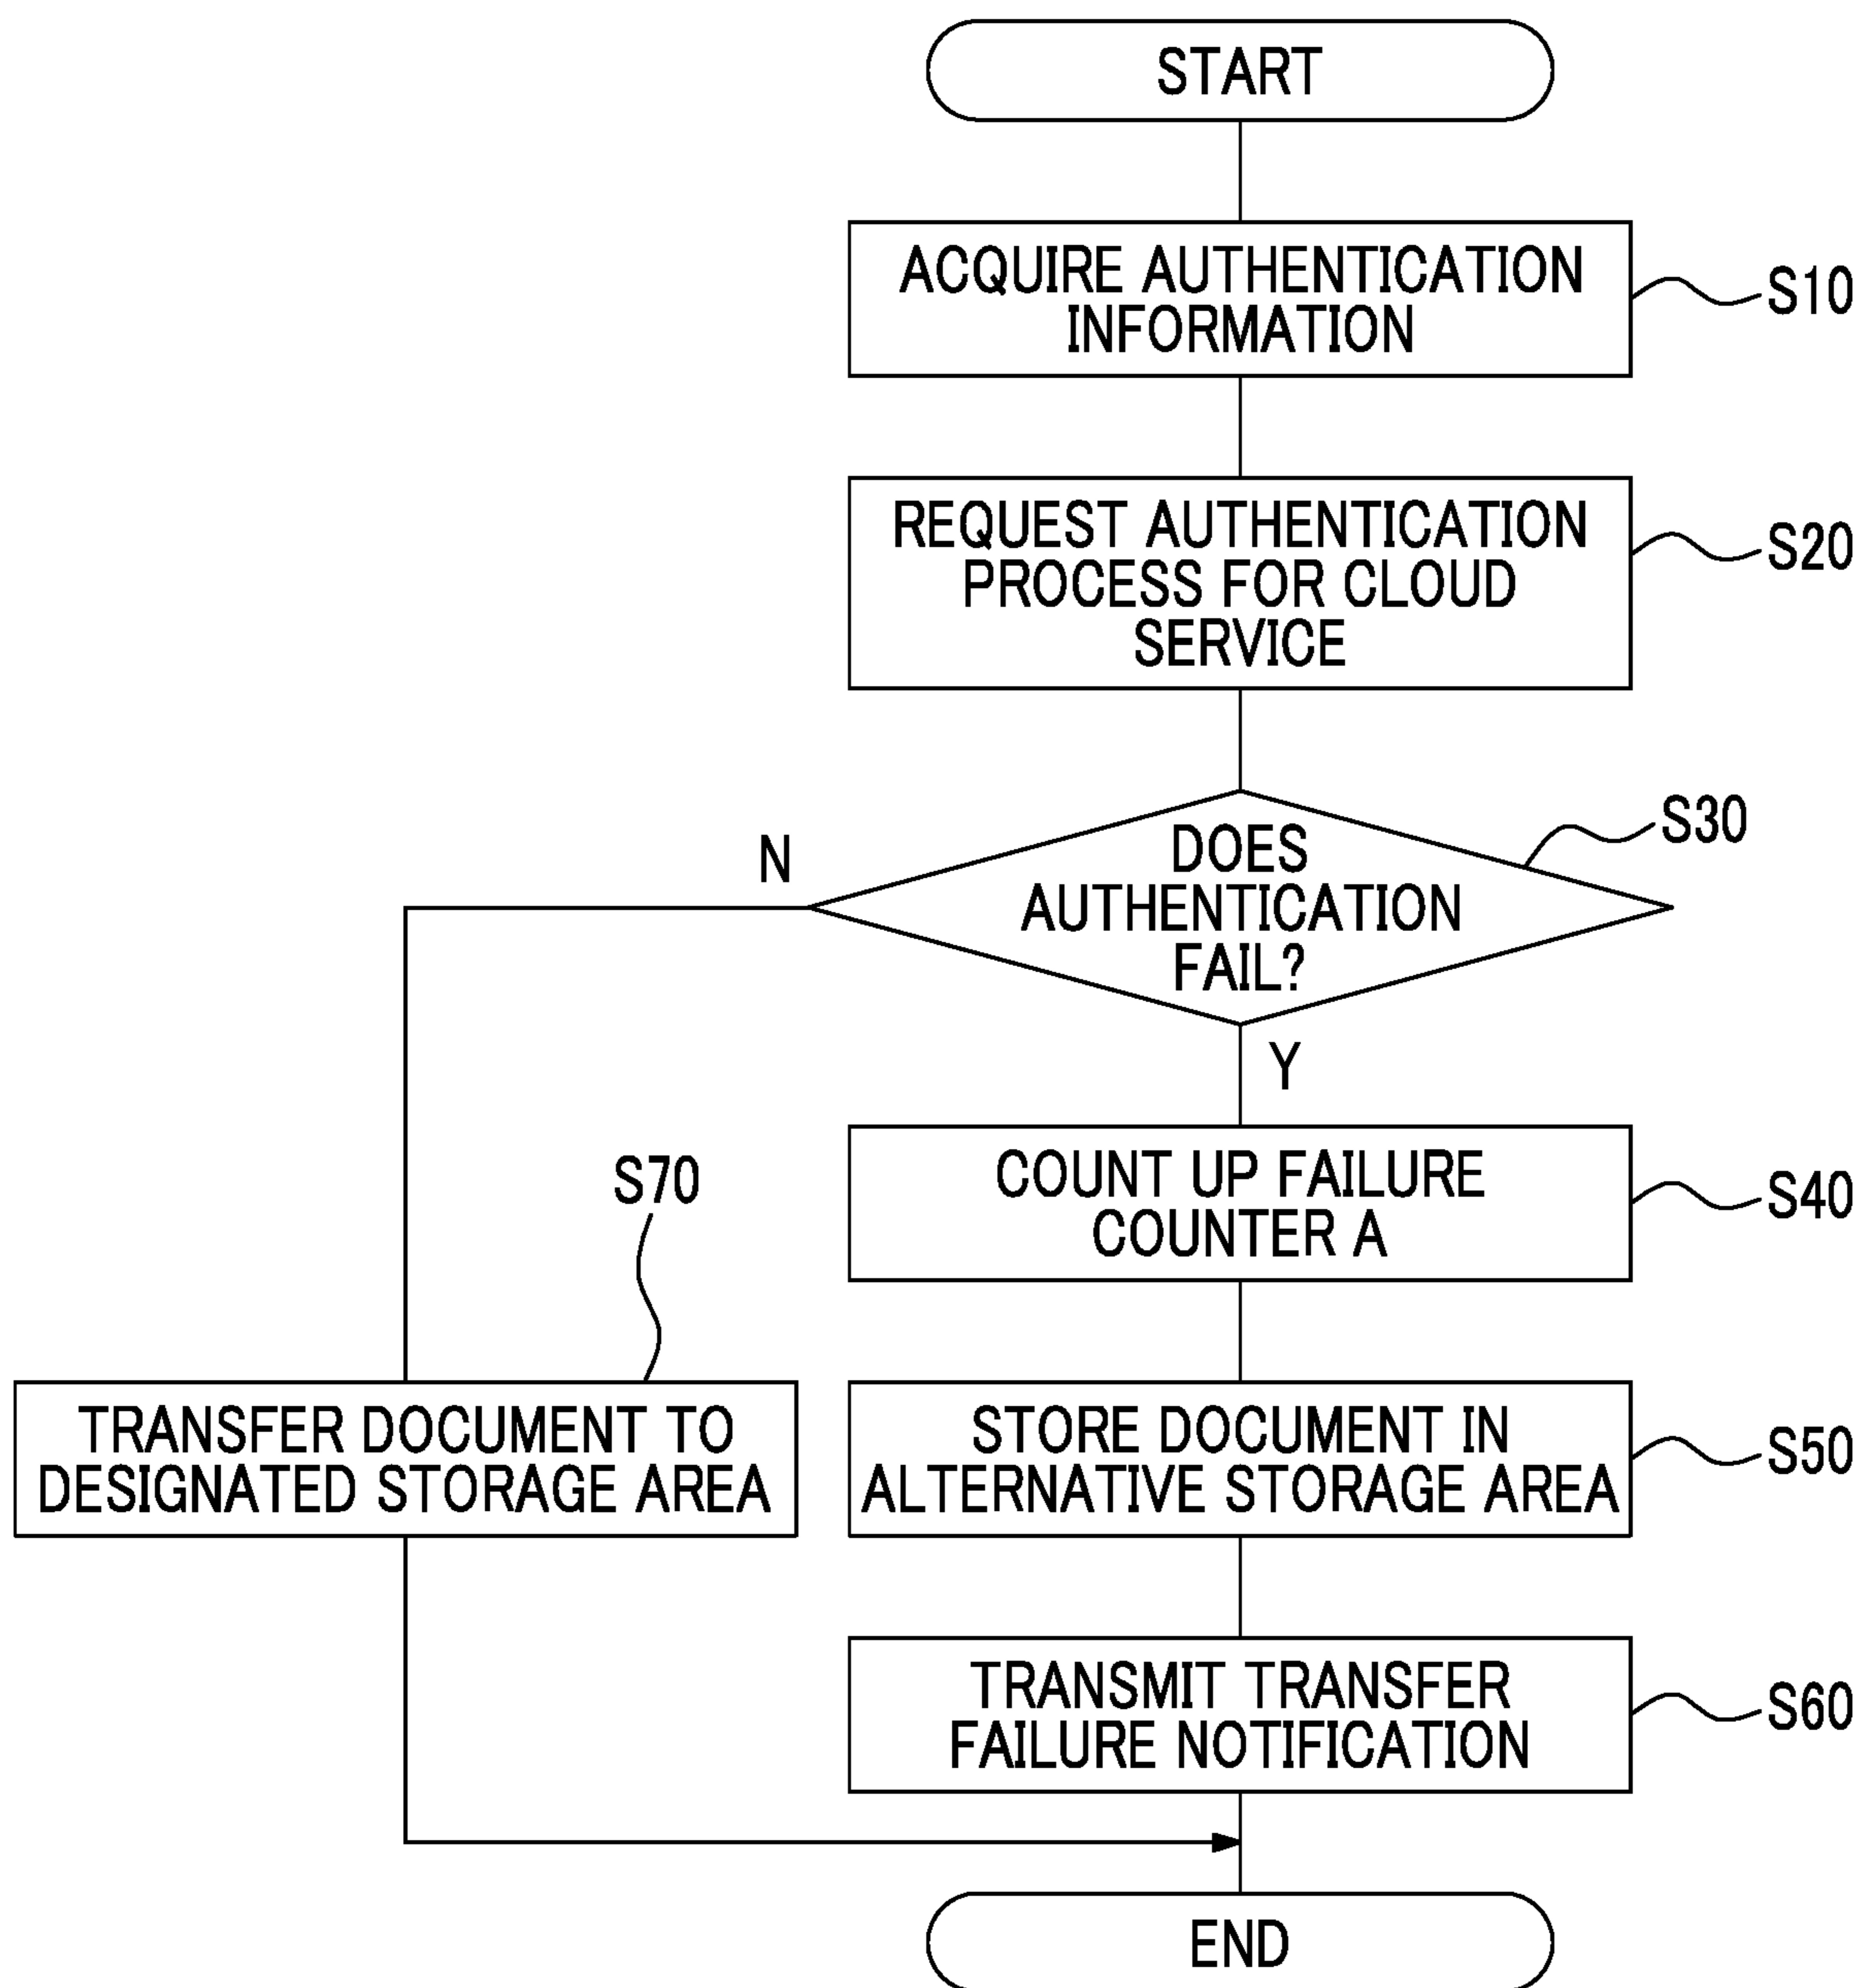 START
ACQUIRE AUTHENTICATION
INFORMATION
S10
REQUEST AUTHENTICATION
PROCESS FOR CLOUD
SERVICE
S20
DOES
AUTHENTICATION
FAIL?
S30
N
Y
COUNT UP FAILURE
COUNTER A
S40
S70
TRANSFER DOCUMENT TO
DESIGNATED STORAGE AREA
STORE DOCUMENT IN
ALTERNATIVE STORAGE AREA
S50
TRANSMIT TRANSFER
FAILURE NOTIFICATION
S60
END